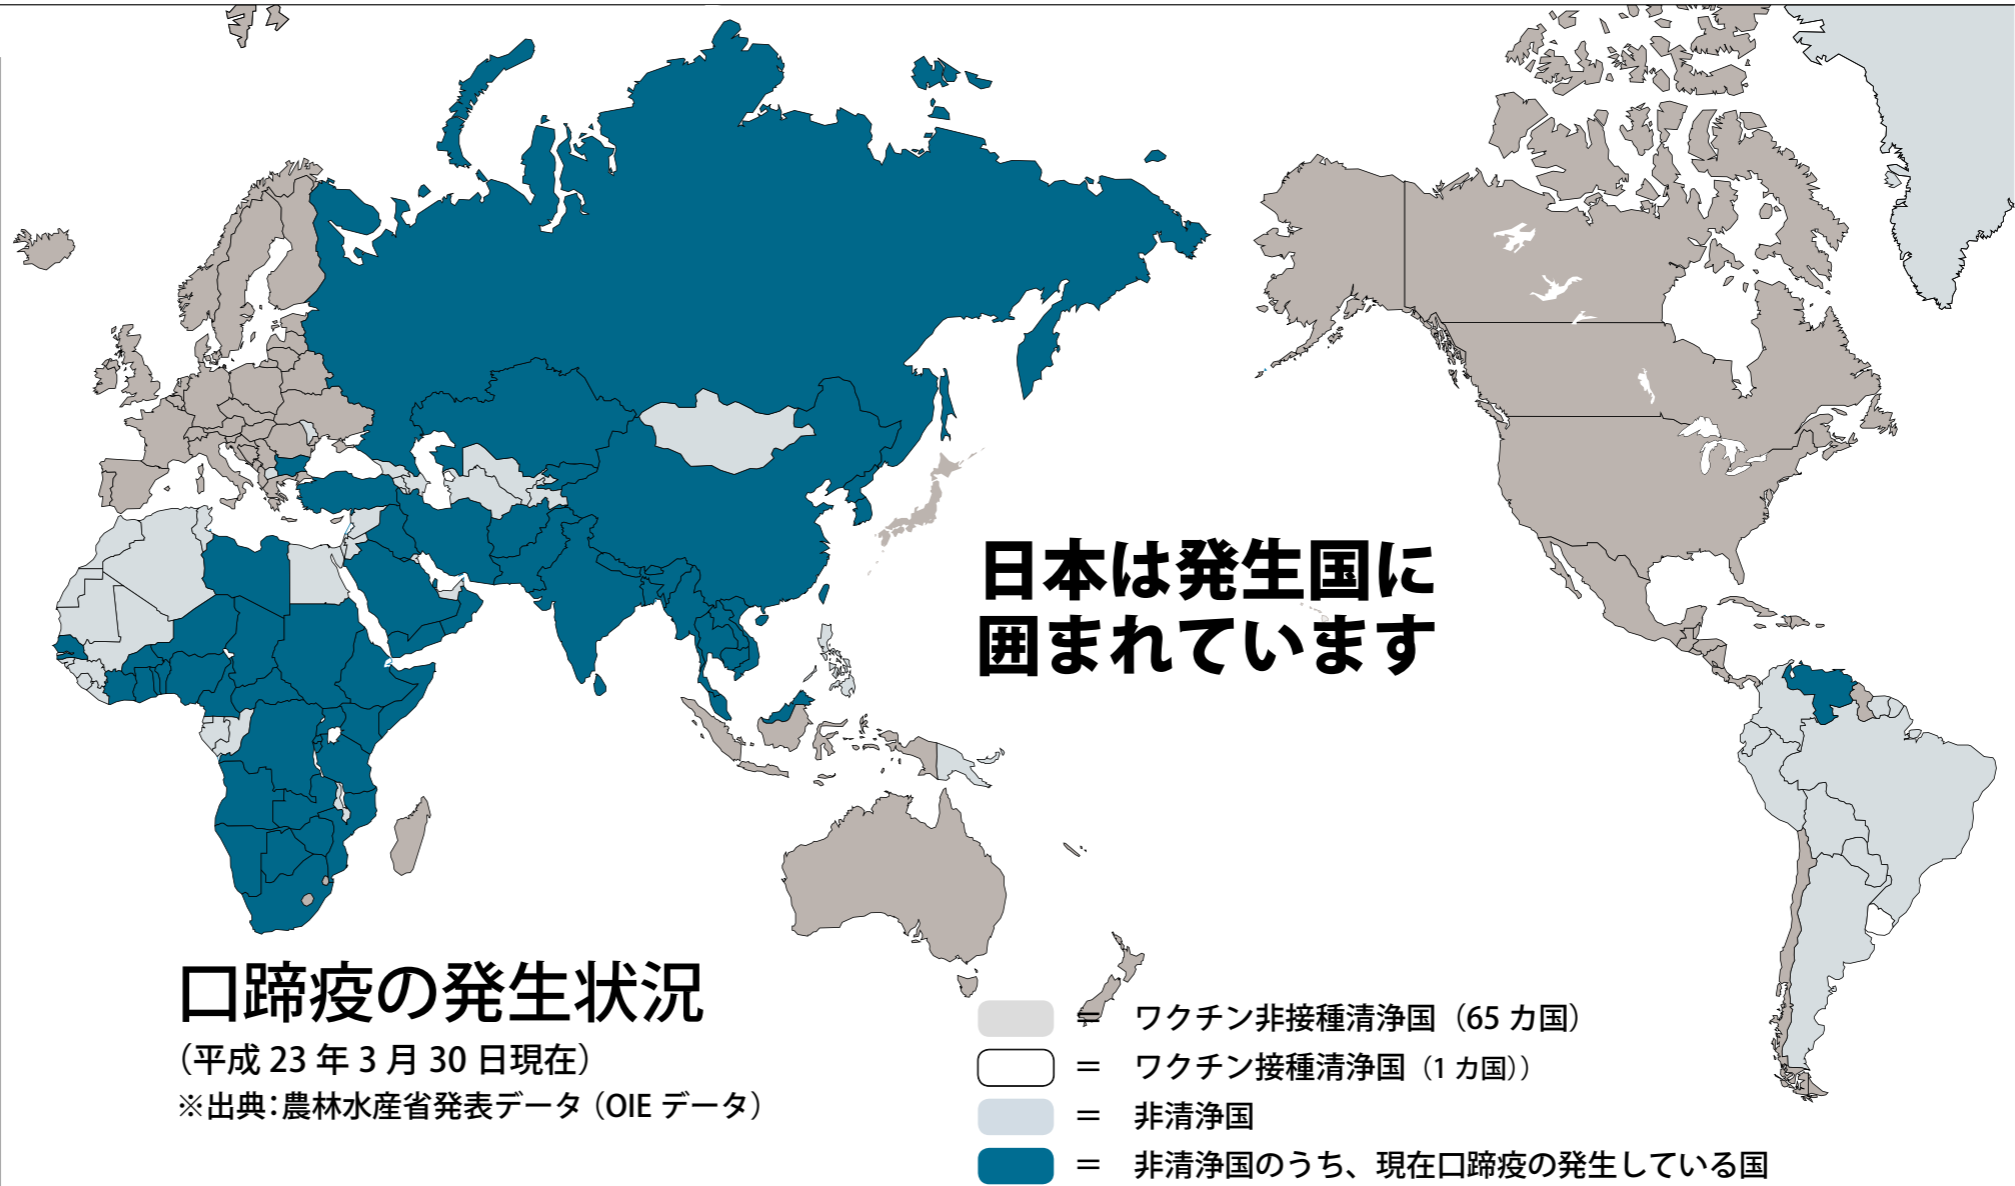 日本は発生国に
囲まれています
口蹄疫の発生状況
（平成 23 年 3 月 30 日現在）
※出典：農林水産省発表データ（OIE データ）
＝ ワクチン非接種清浄国（65 カ国）
＝ ワクチン接種清浄国（1 カ国））
＝ 非清浄国
＝ 非清浄国のうち、現在口蹄疫の発生している国